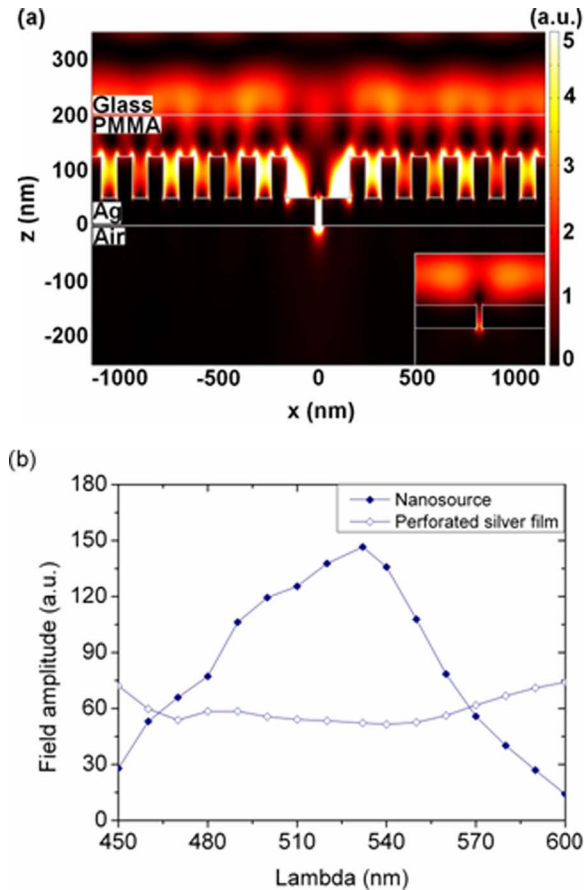 (a)
(a.u.)
300
200
100
0
-100
-200
z (nm)
Glass
PMMA
Ag
Air
5
4
3
2
1
0
-1000 -500 0 500 1000
x (nm)
(b)
180
150
120
90
60
30
0
Field amplitude (a.u.)
Nanosource
Perforated silver film
450 480 510 540 570 600
Lambda (nm)